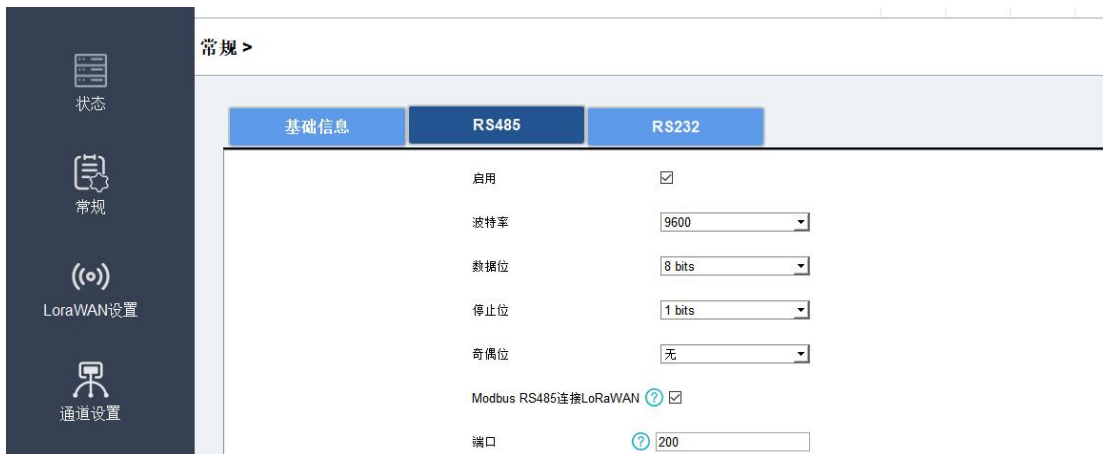 常规 >
状态
常规
LoraWAN设置
通道设置
基础信息 RS485 RS232
启用
波特率 9600
数据位 8 bits
停止位 1 bits
奇偶位 无
Modbus RS485连接LoRaWAN ?
端口 ? 200